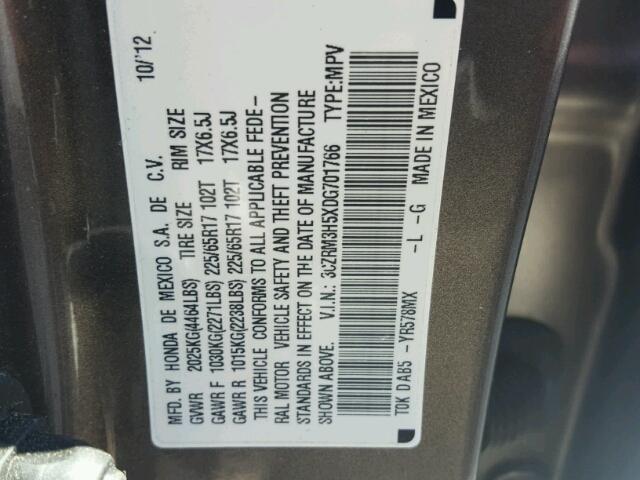 MFD. BY HONDA DE MEXICO S.A. DE C.V. 10/'12
GVWR 2025KG(4464LBS) TIRE SIZE RIM SIZE
GAWR F 1030KG(2271LBS) 225/65R17 102T 17X6.5J
GAWR R 1015KG(2238LBS) 225/65R17 102T 17X6.5J
THIS VEHICLE CONFORMS TO ALL APPLICABLE FEDE-
RAL MOTOR VEHICLE SAFETY AND THEFT PREVENTION
STANDARDS IN EFFECT ON THE DATE OF MANUFACTURE
SHOWN ABOVE. V.I.N.: 3CZRM3H5XDG701766 TYPE:MPV
TOK DAB5 -YR578MX -L -G MADE IN MEXICO